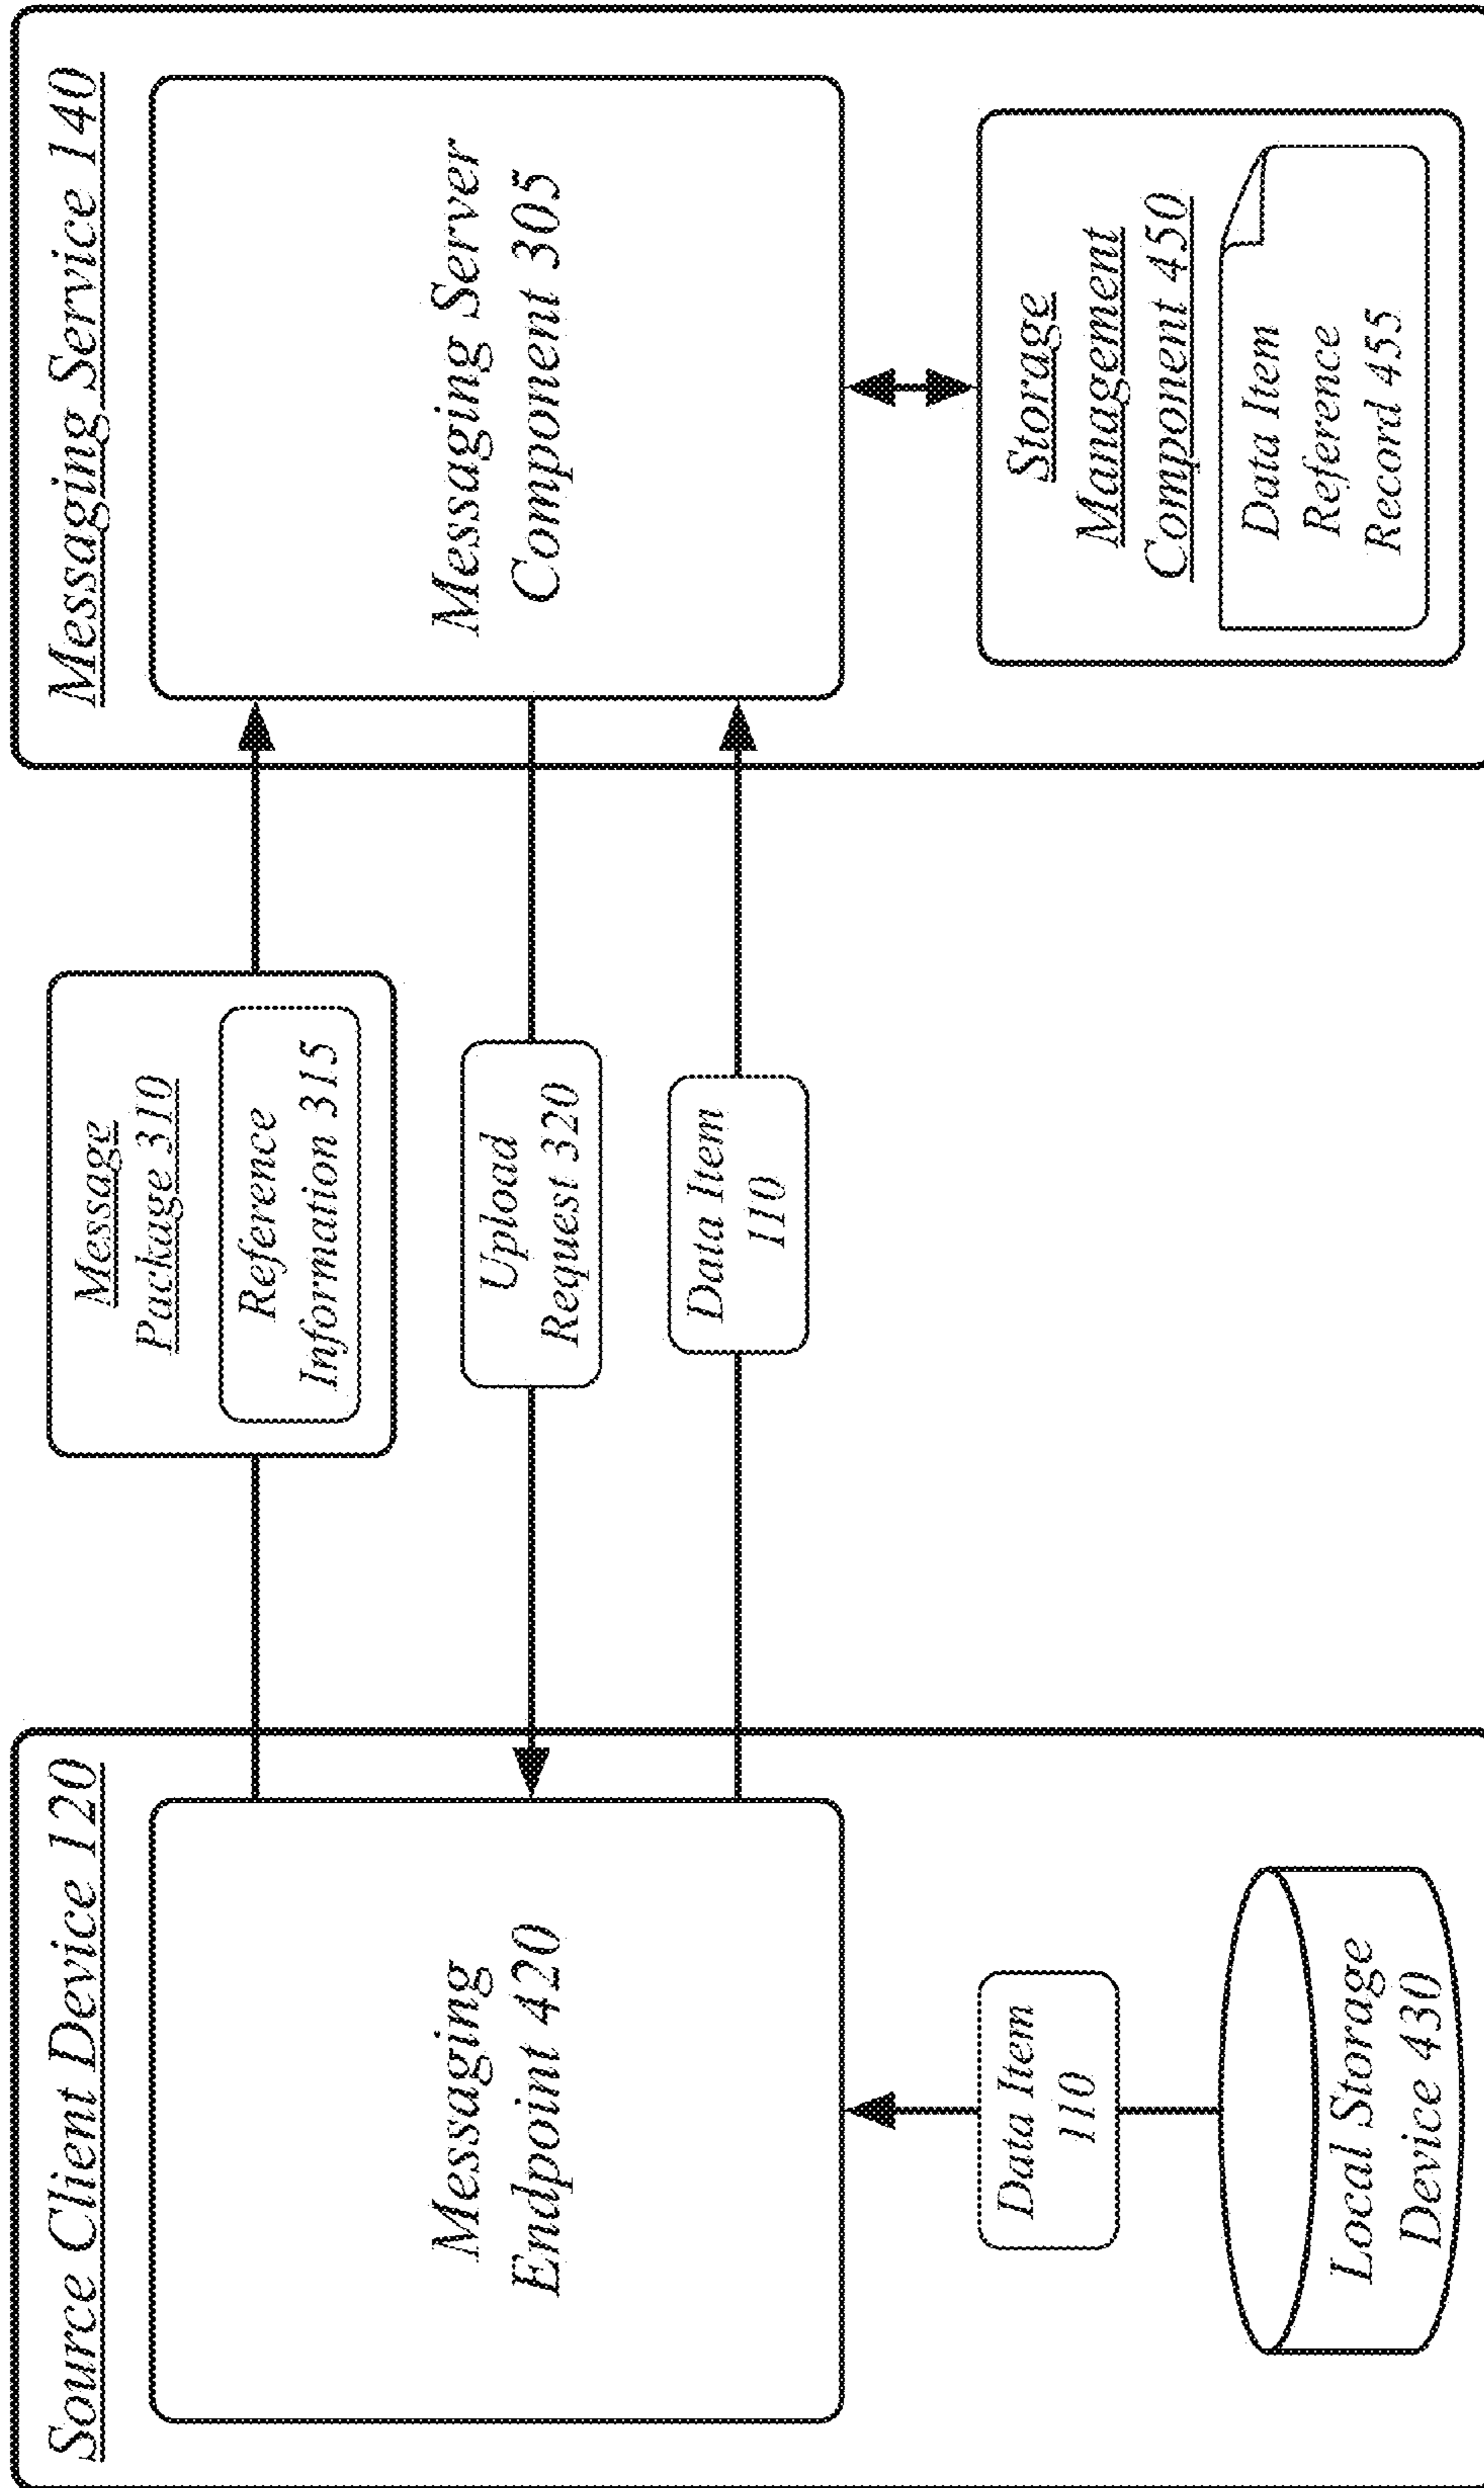 Source Client Device 120
Messaging
Endpoint 420
Data Item
110
Local Storage
Device 430
Message
Package 310
Reference
Information 315
Upload
Request 320
Data Item
110
Messaging Service 140
Messaging Server
Component 305
Storage
Management
Component 450
Data Item
Reference
Record 455